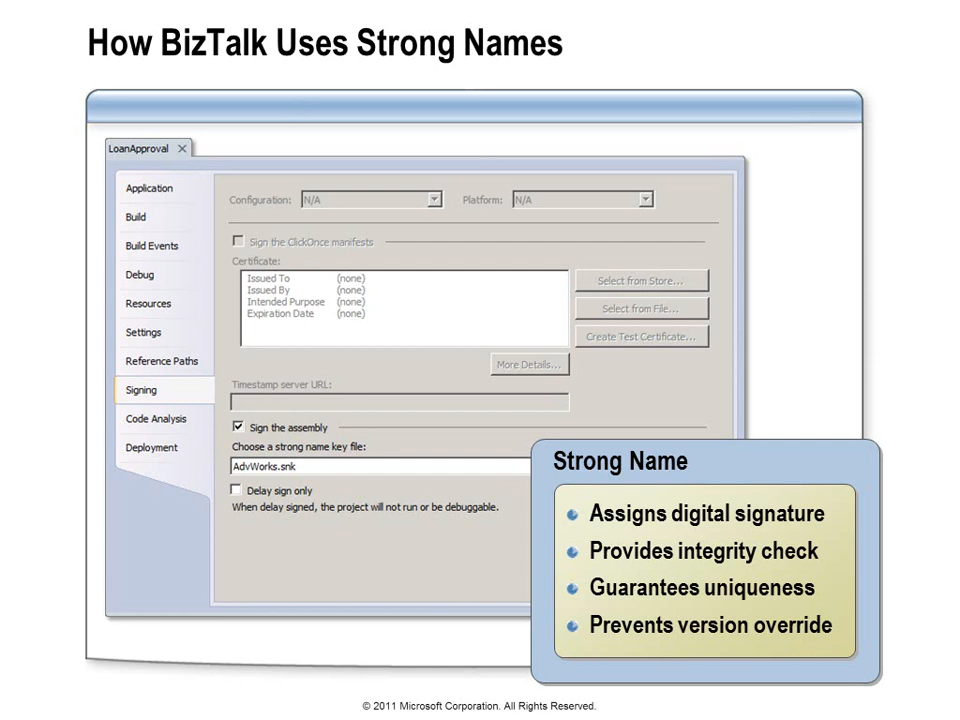 How BizTalk Uses Strong Names
LoanApproval
Application
Build
Build Events
Debug
Resources
Settings
Reference Paths
Signing
Code Analysis
Deployment
Configuration: N/A Platform: N/A
Sign the ClickOnce manifests
Certificate:
Issued To (none)
Issued By (none)
Intended Purpose (none)
Expiration Date (none)
Select from Store...
Select from File...
Create Test Certificate...
More Details...
Timestamp server URL:
Sign the assembly
Choose a strong name key file:
AdvWorks.snk
Delay sign only
When delay signed, the project will not run or be debuggable.
Strong Name
Assigns digital signature
Provides integrity check
Guarantees uniqueness
Prevents version override
© 2011 Microsoft Corporation. All Rights Reserved.